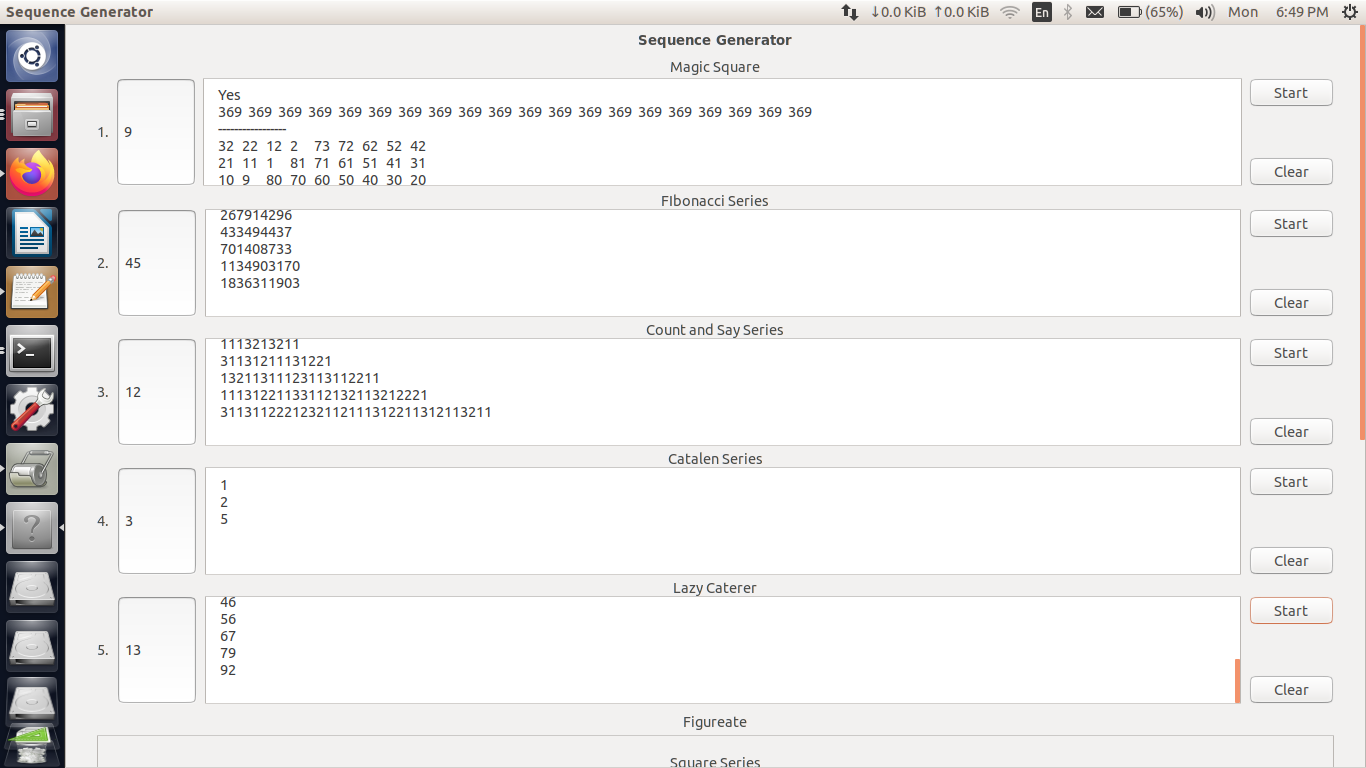 Sequence Generator
↓0.0 KiB ↑0.0 KiB En (65%) Mon 6:49 PM
Sequence Generator
Magic Square
1. 9
Yes
369 369 369 369 369 369 369 369 369 369 369 369 369 369 369 369 369 369 369 369
-----------------
32 22 12 2 73 72 62 52 42
21 11 1 81 71 61 51 41 31
10 9 80 70 60 50 40 30 20
Start
Clear
FIbonacci Series
2. 45
267914296
433494437
701408733
1134903170
1836311903
Start
Clear
Count and Say Series
3. 12
1113213211
31131211131221
13211311123113112211
11131221133112132113212221
3113112221232112111312211312113211
Start
Clear
Catalen Series
4. 3
1
2
5
Start
Clear
Lazy Caterer
5. 13
46
56
67
79
92
Start
Clear
Figureate
Square Series